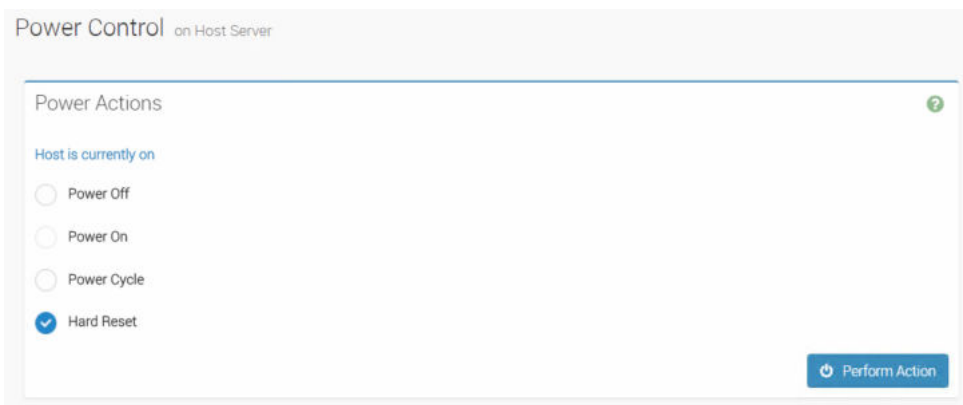 Power Control on Host Server
Power Actions
Host is currently on
Power Off
Power On
Power Cycle
Hard Reset
Perform Action